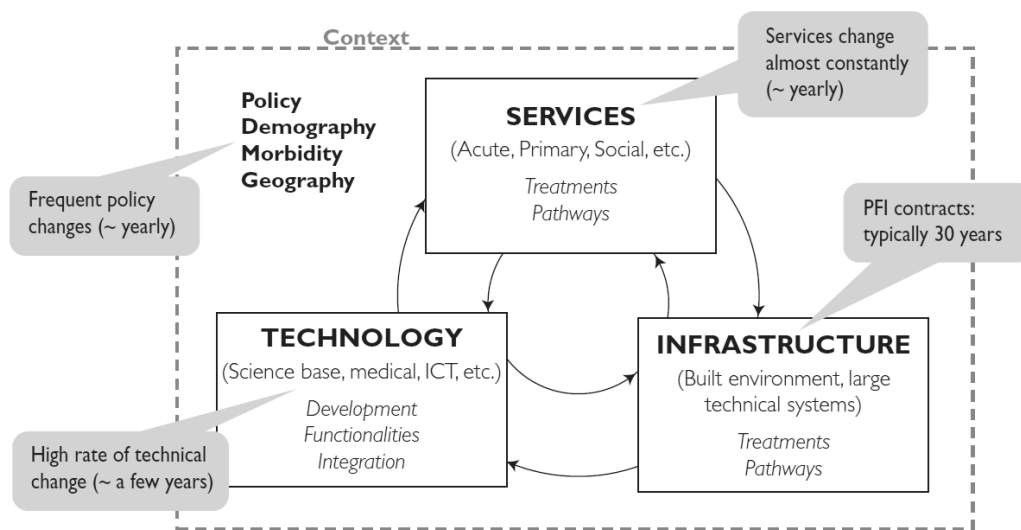 Context
Services change
almost constantly
(~ yearly)
Policy
Demography
Morbidity
Geography
SERVICES
(Acute, Primary, Social, etc.)
Treatments
Pathways
Frequent policy
changes (~ yearly)
PFI contracts:
typically 30 years
TECHNOLOGY
(Science base, medical, ICT, etc.)
Development
Functionalities
Integration
INFRASTRUCTURE
(Built environment, large
technical systems)
Treatments
Pathways
High rate of technical
change (~ a few years)